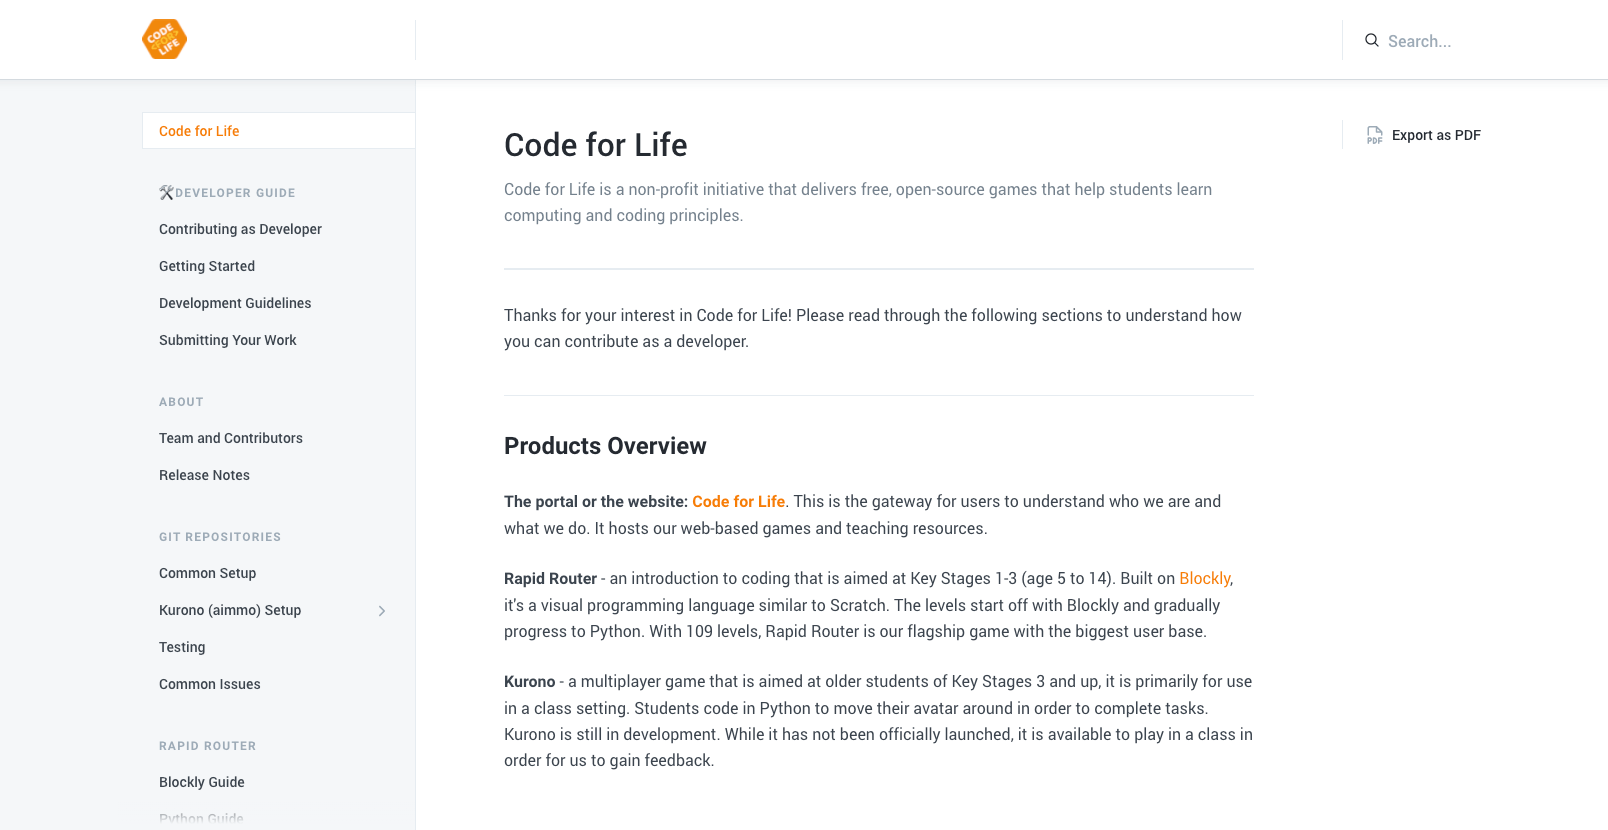 CODE
<FOR>
LIFE
Search...
Code for Life
🛠DEVELOPER GUIDE
Contributing as Developer
Getting Started
Development Guidelines
Submitting Your Work
ABOUT
Team and Contributors
Release Notes
GIT REPOSITORIES
Common Setup
Kurono (aimmo) Setup
Testing
Common Issues
RAPID ROUTER
Blockly Guide
Python Guide
Code for Life
Code for Life is a non-profit initiative that delivers free, open-source games that help students learn
computing and coding principles.
Thanks for your interest in Code for Life! Please read through the following sections to understand how
you can contribute as a developer.
Products Overview
The portal or the website: Code for Life. This is the gateway for users to understand who we are and
what we do. It hosts our web-based games and teaching resources.
Rapid Router - an introduction to coding that is aimed at Key Stages 1-3 (age 5 to 14). Built on Blockly,
it's a visual programming language similar to Scratch. The levels start off with Blockly and gradually
progress to Python. With 109 levels, Rapid Router is our flagship game with the biggest user base.
Kurono - a multiplayer game that is aimed at older students of Key Stages 3 and up, it is primarily for use
in a class setting. Students code in Python to move their avatar around in order to complete tasks.
Kurono is still in development. While it has not been officially launched, it is available to play in a class in
order for us to gain feedback.
PDF
Export as PDF